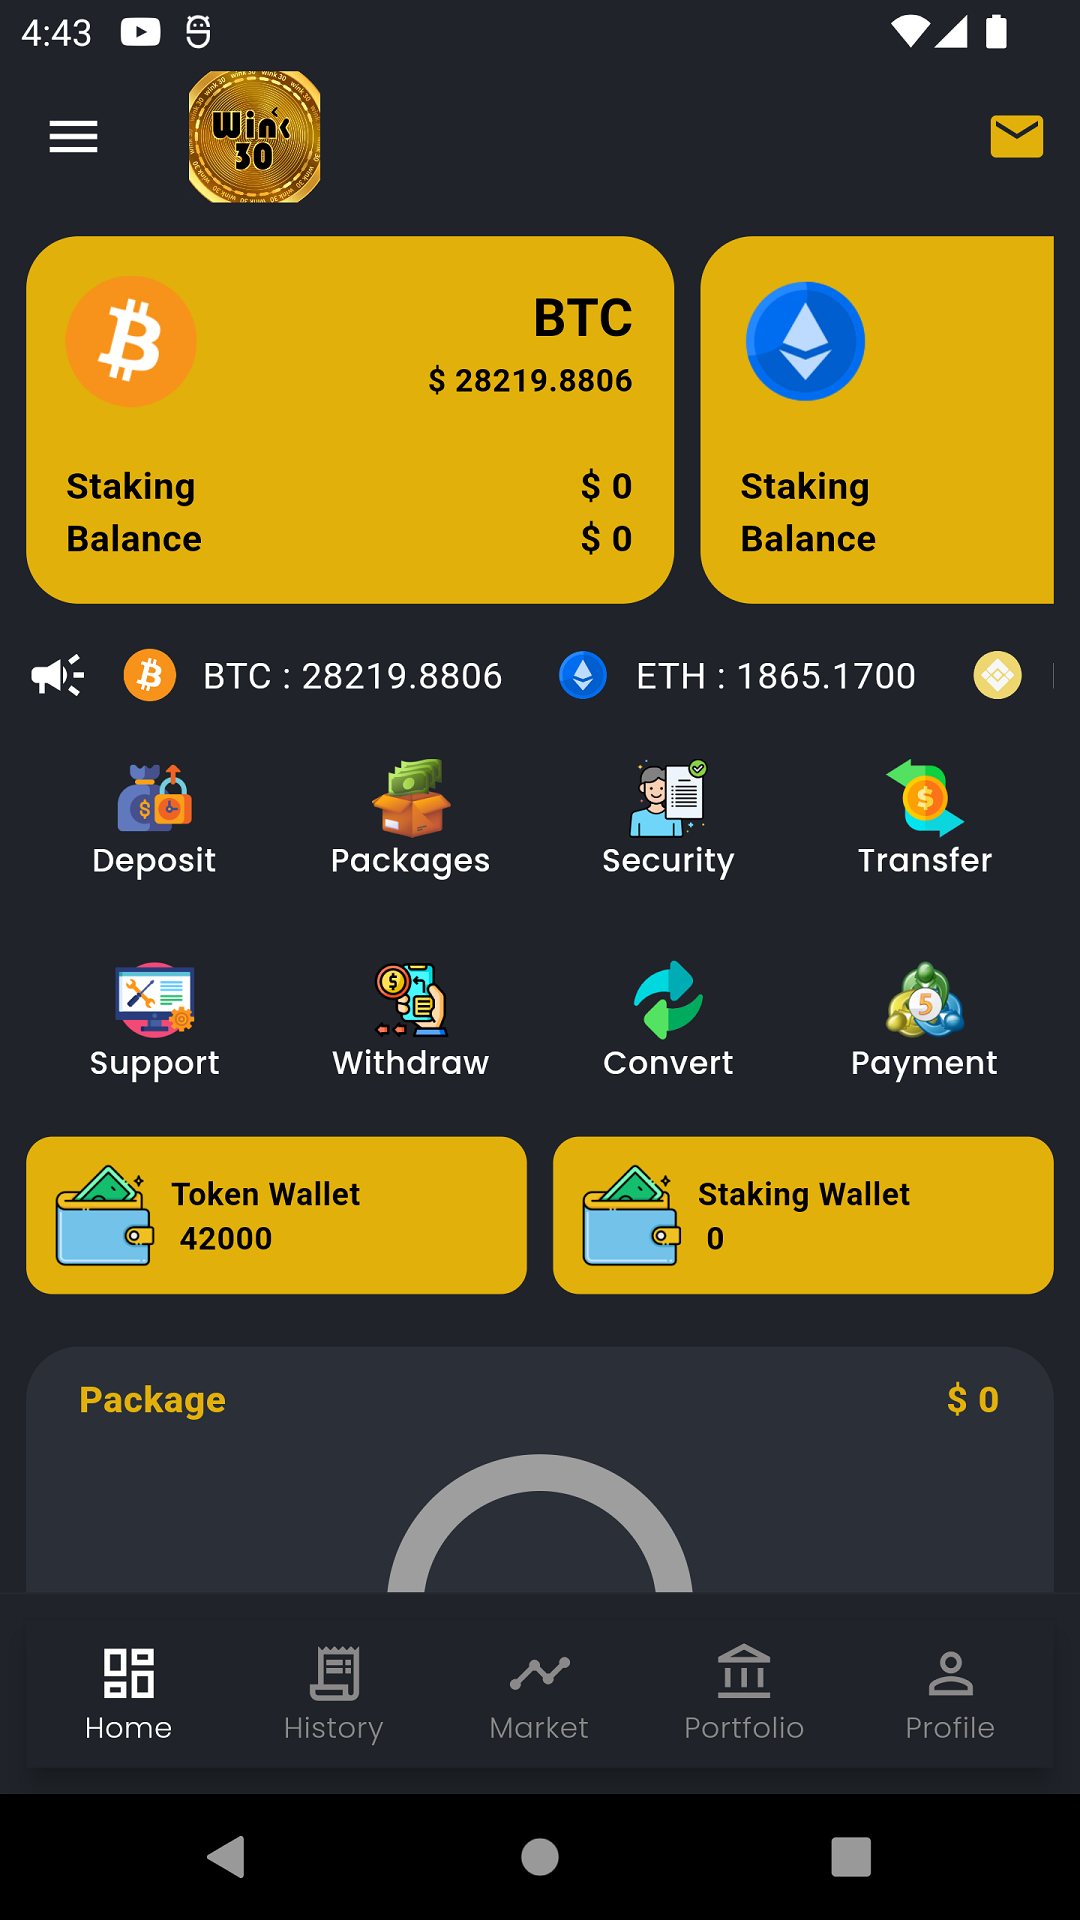 4:43
Wink
30
BTC
$ 28219.8806
Staking $ 0
Balance $ 0
Staking
Balance
BTC : 28219.8806 ETH : 1865.1700
Deposit Packages Security Transfer
Support Withdraw Convert Payment
Token Wallet
42000
Staking Wallet
0
Package $ 0
Home History Market Portfolio Profile